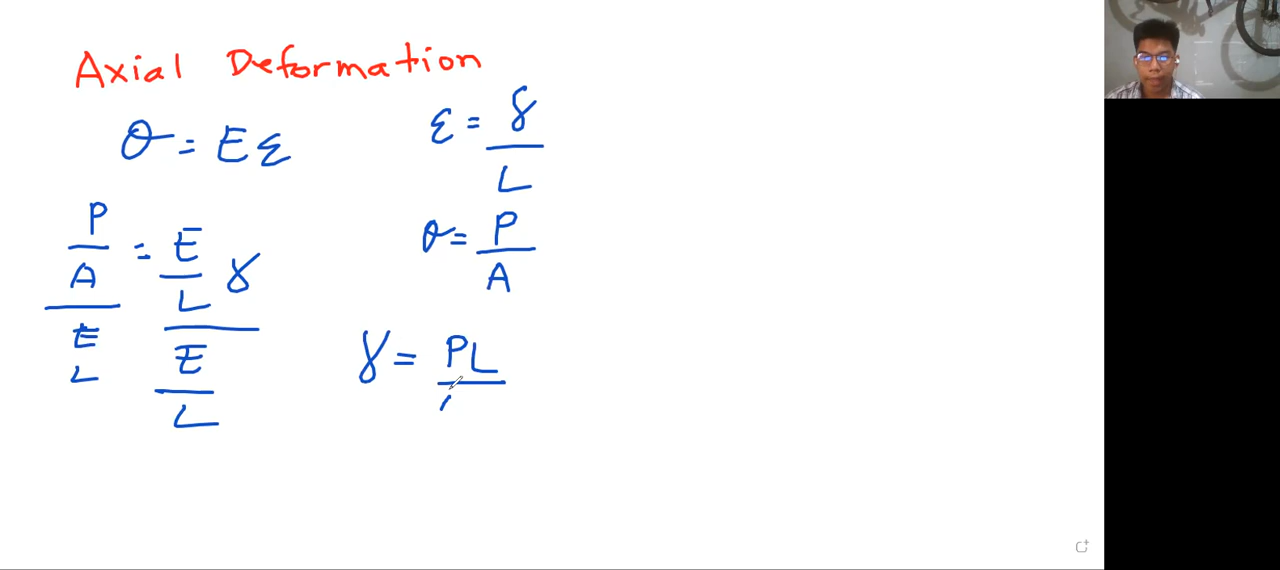 Axial Deformation
σ = Eε
ε = δ/L
P/A = E/L δ
σ = P/A
E/L E/L
δ = PL/